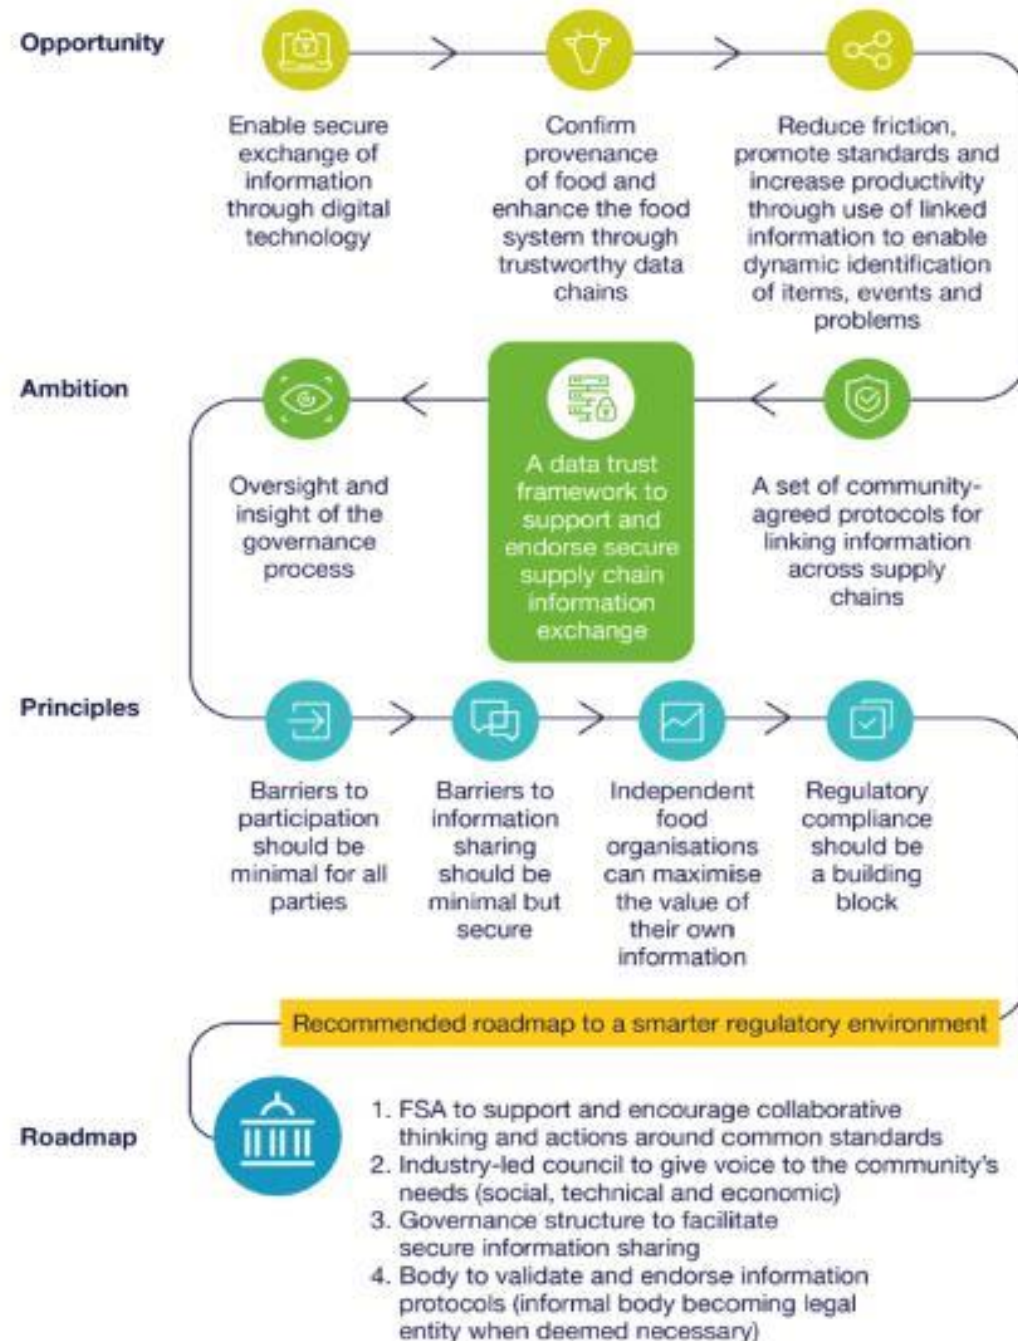 Opportunity
Enable secure
exchange of
information
through digital
technology
Confirm
provenance
of food and
enhance the food
system through
trustworthy data
chains
Reduce friction,
promote standards and
increase productivity
through use of linked
information to enable
dynamic identification
of items, events and
problems
Ambition
Oversight and
insight of the
governance
process
A data trust
framework to
support and
endorse secure
supply chain
information
exchange
A set of community-
agreed protocols for
linking information
across supply
chains
Principles
Barriers to
participation
should be
minimal for all
parties
Barriers to
information
sharing
should be
minimal but
secure
Independent
food
organisations
can maximise
the value of
their own
information
Regulatory
compliance
should be
a building
block
Recommended roadmap to a smarter regulatory environment
Roadmap
1. FSA to support and encourage collaborative
thinking and actions around common standards
2. Industry-led council to give voice to the community's
needs (social, technical and economic)
3. Governance structure to facilitate
secure information sharing
4. Body to validate and endorse information
protocols (informal body becoming legal
entity when deemed necessary)